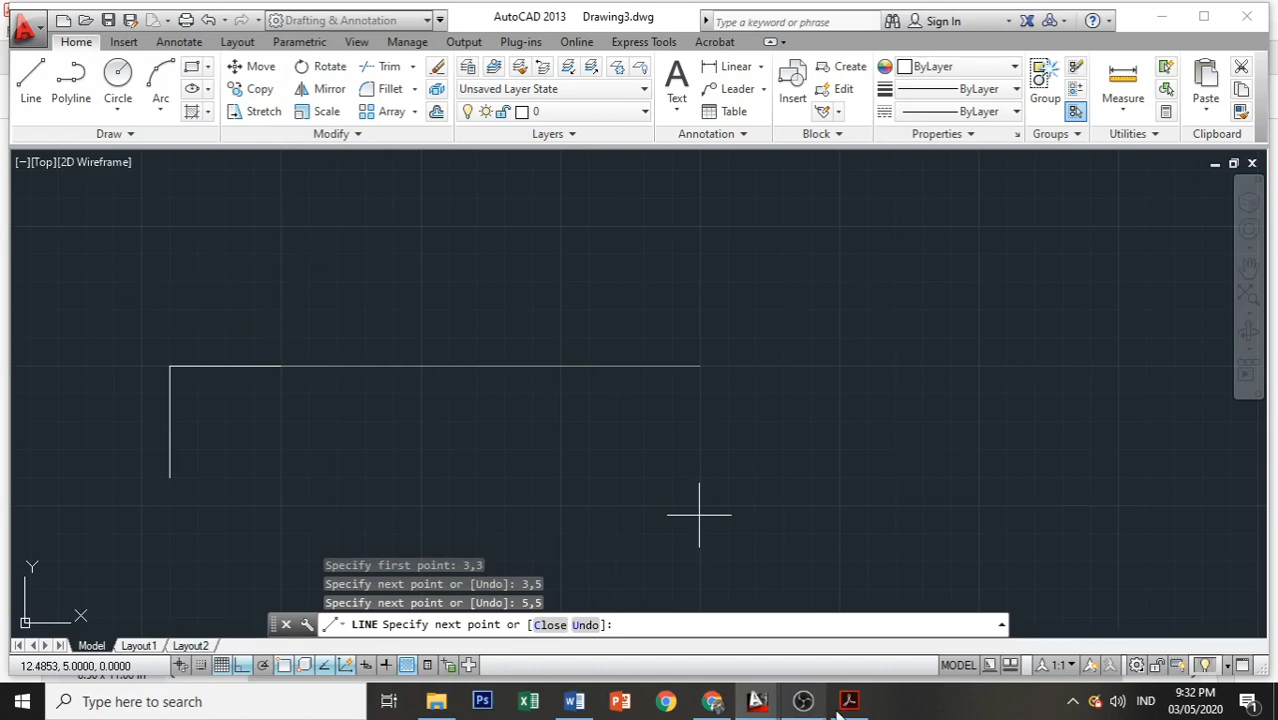 Drafting & Annotation
AutoCAD 2013 Drawing3.dwg
Type a keyword or phrase
Sign In
Home Insert Annotate Layout Parametric View Manage Output Plug-ins Online Express Tools Acrobat
Line
Polyline
Circle
Arc
Move
Rotate
Trim
Copy
Mirror
Fillet
Stretch
Scale
Array
Unsaved Layer State
0
Text
Linear
Leader
Table
Insert
Create
Edit
ByLayer
ByLayer
ByLayer
Group
Measure
Paste
Draw Modify Layers Annotation Block Properties Groups Utilities Clipboard
[−][Top][2D Wireframe]
Y
X
Specify first point: 3,3
Specify next point or [Undo]: 3,5
Specify next point or [Undo]: 5,5
LINE Specify next point or [Close Undo]:
Model Layout1 Layout2
12.4853, 5.0000, 0.0000
MODEL
1:1
8.50 x 11.00 in
Type here to search
IND
9:32 PM
03/05/2020
1